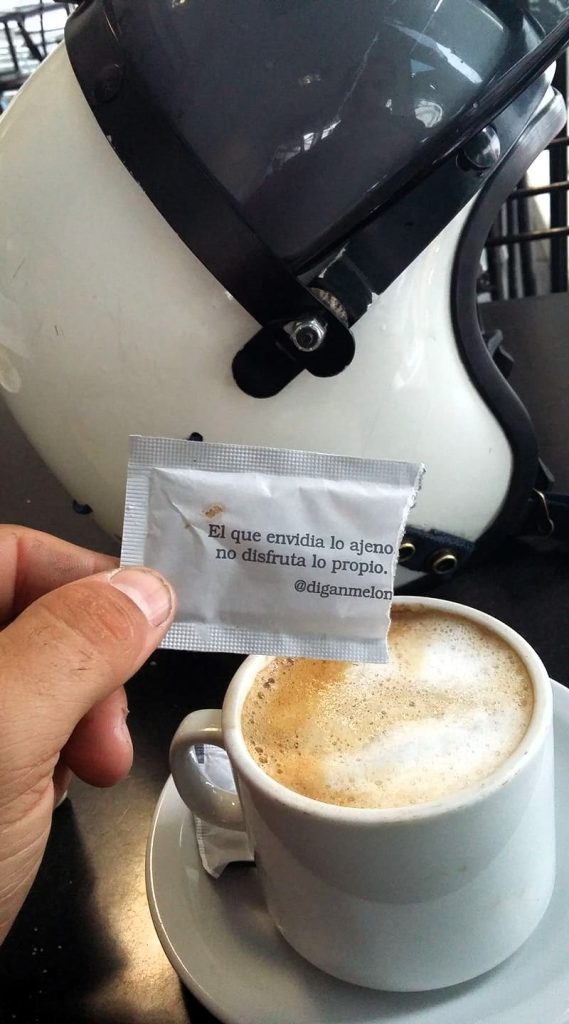 El que envidia lo ajeno
no disfruta lo propio.
@diganmelon